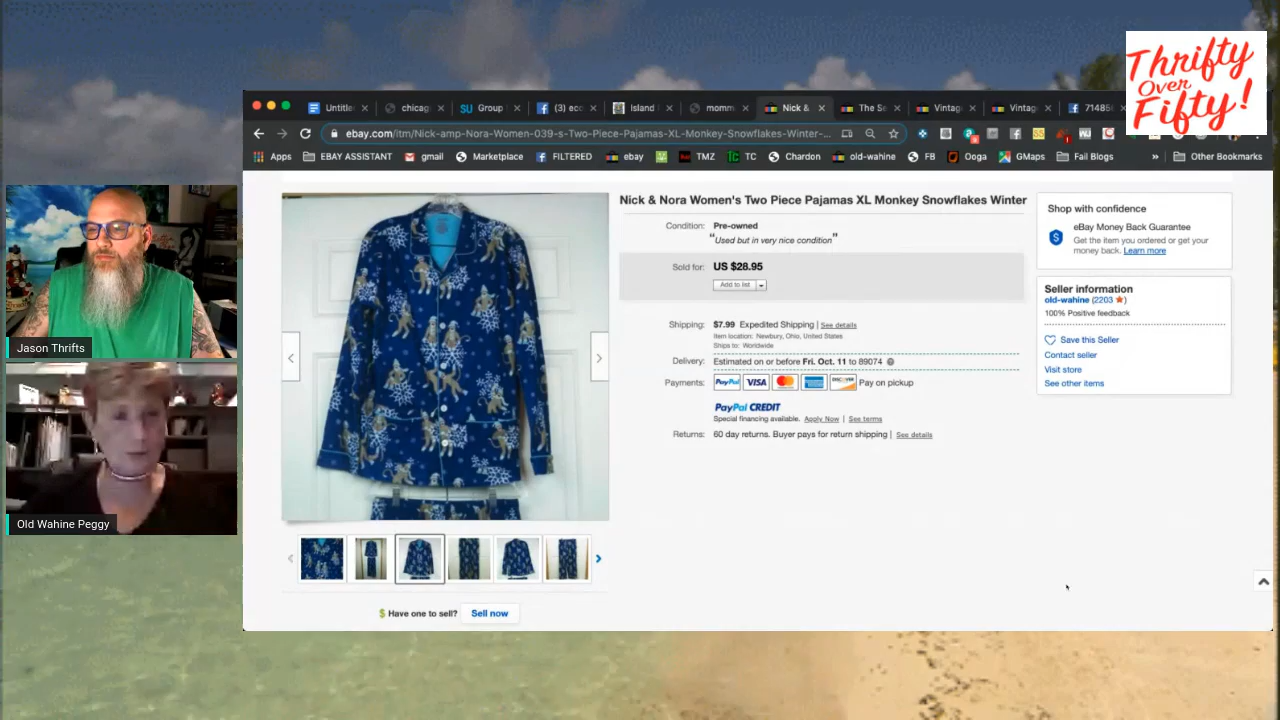 Thrifty
Over
Fifty!
Untitle
chicag
SU Group
(3) ecc
Island
momm
Nick &
The Se
Vintag
Vintag
71485
ebay.com/itm/Nick-amp-Nora-Women-039-s-Two-Piece-Pajamas-XL-Monkey-Snowflakes-Winter-...
Apps EBAY ASSISTANT gmail Marketplace FILTERED ebay TMZ TC Chardon old-wahine FB Ooga GMaps Fail Blogs » Other Bookmarks
Nick & Nora Women's Two Piece Pajamas XL Monkey Snowflakes Winter
Condition: Pre-owned
"Used but in very nice condition"
Sold for: US $28.95
Add to list
Shipping: $7.99 Expedited Shipping | See details
Item location: Newbury, Ohio, United States
Ships to: Worldwide
Delivery: Estimated on or before Fri. Oct. 11 to 89074
Payments: PayPal VISA MasterCard DISCOVER Pay on pickup
PayPal CREDIT
Special financing available. Apply Now | See terms
Returns: 60 day returns. Buyer pays for return shipping | See details
Shop with confidence
eBay Money Back Guarantee
Get the item you ordered or get your
money back. Learn more
Seller information
old-wahine (2203 ★)
100% Positive feedback
Save this Seller
Contact seller
Visit store
See other items
$ Have one to sell? Sell now
Jason Thrifts
Old Wahine Peggy